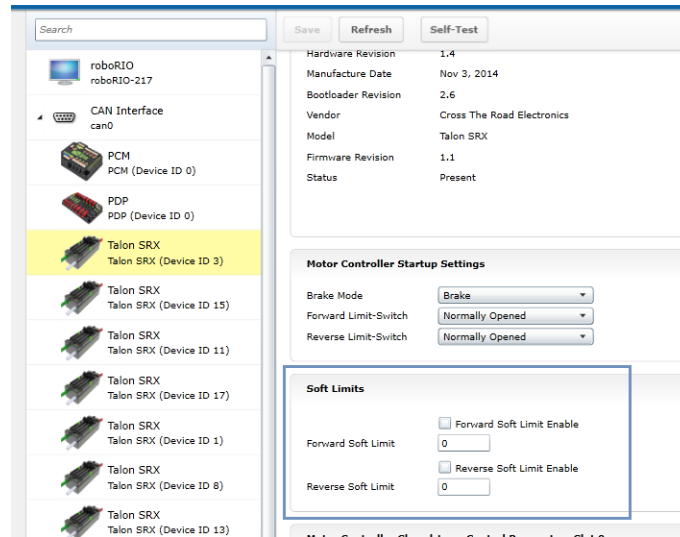 Search
roboRIO
roboRIO-217
CAN Interface
can0
PCM
PCM (Device ID 0)
PDP
PDP (Device ID 0)
Talon SRX
Talon SRX (Device ID 3)
Talon SRX
Talon SRX (Device ID 15)
Talon SRX
Talon SRX (Device ID 11)
Talon SRX
Talon SRX (Device ID 17)
Talon SRX
Talon SRX (Device ID 1)
Talon SRX
Talon SRX (Device ID 8)
Talon SRX
Talon SRX (Device ID 13)
Save Refresh Self-Test
Hardware Revision 1.4
Manufacture Date Nov 3, 2014
Bootloader Revision 2.6
Vendor Cross The Road Electronics
Model Talon SRX
Firmware Revision 1.1
Status Present
Motor Controller Startup Settings
Brake Mode Brake
Forward Limit-Switch Normally Opened
Reverse Limit-Switch Normally Opened
Soft Limits
Forward Soft Limit Enable
Forward Soft Limit 0
Reverse Soft Limit Enable
Reverse Soft Limit 0